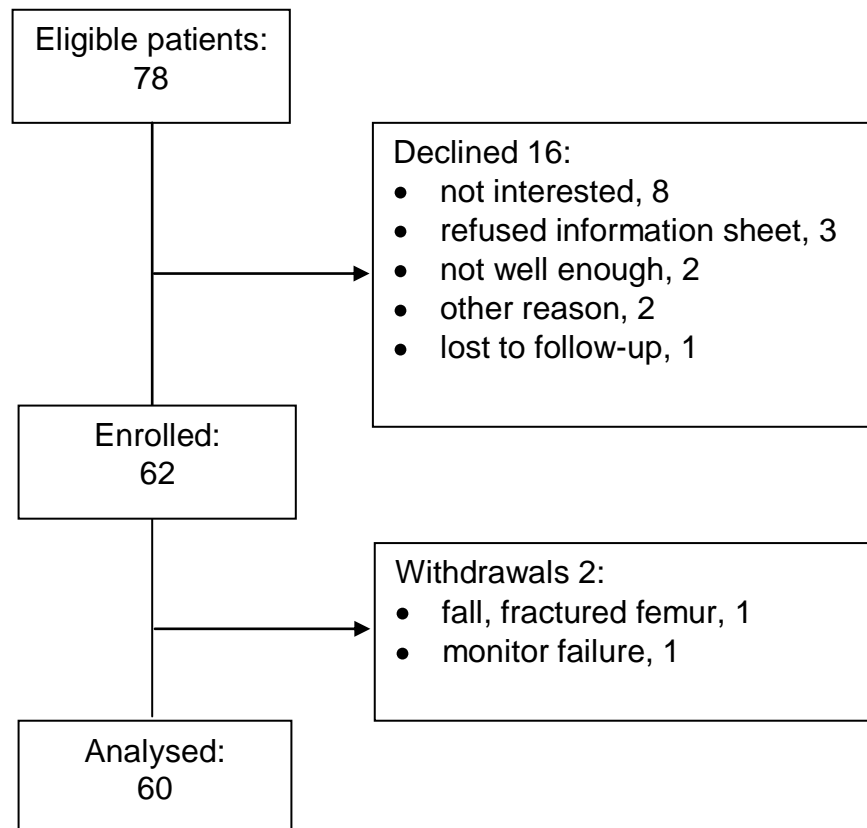 Eligible patients:
78
Declined 16:
• not interested, 8
• refused information sheet, 3
• not well enough, 2
• other reason, 2
• lost to follow-up, 1
Enrolled:
62
Withdrawals 2:
• fall, fractured femur, 1
• monitor failure, 1
Analysed:
60